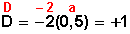 D −2 a
D = −2(0,5) = +1